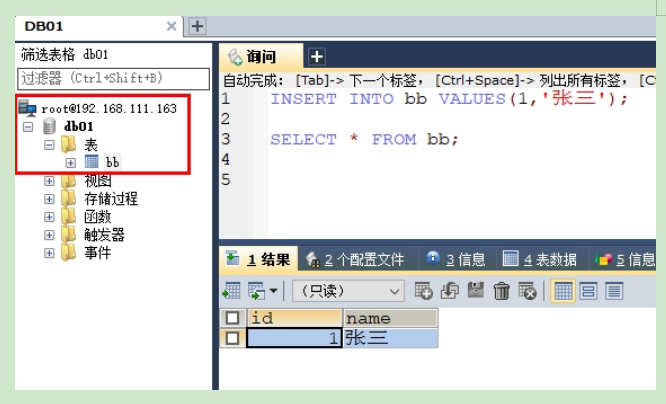 DB01
筛选表格 db01
过滤器 (Ctrl+Shift+B)
root@192.168.111.163
db01
表
bb
视图
存储过程
函数
触发器
事件
询问
自动完成: [Tab]-> 下一个标签, [Ctrl+Space]-> 列出所有标签, [C
1 INSERT INTO bb VALUES(1,'张三');
2
3 SELECT * FROM bb;
4
5
1 结果 2 个配置文件 3 信息 4 表数据 5 信息
(只读)
id name
1 张三